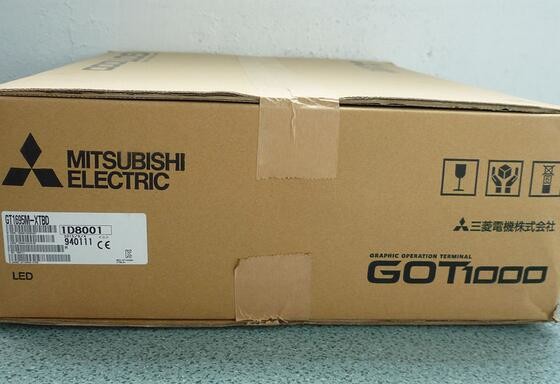 MITSUBISHI
ELECTRIC
GT1695M-XTBD
1D8001
940111
LED
三菱電機株式会社
GRAPHIC OPERATION TERMINAL
GOT1000